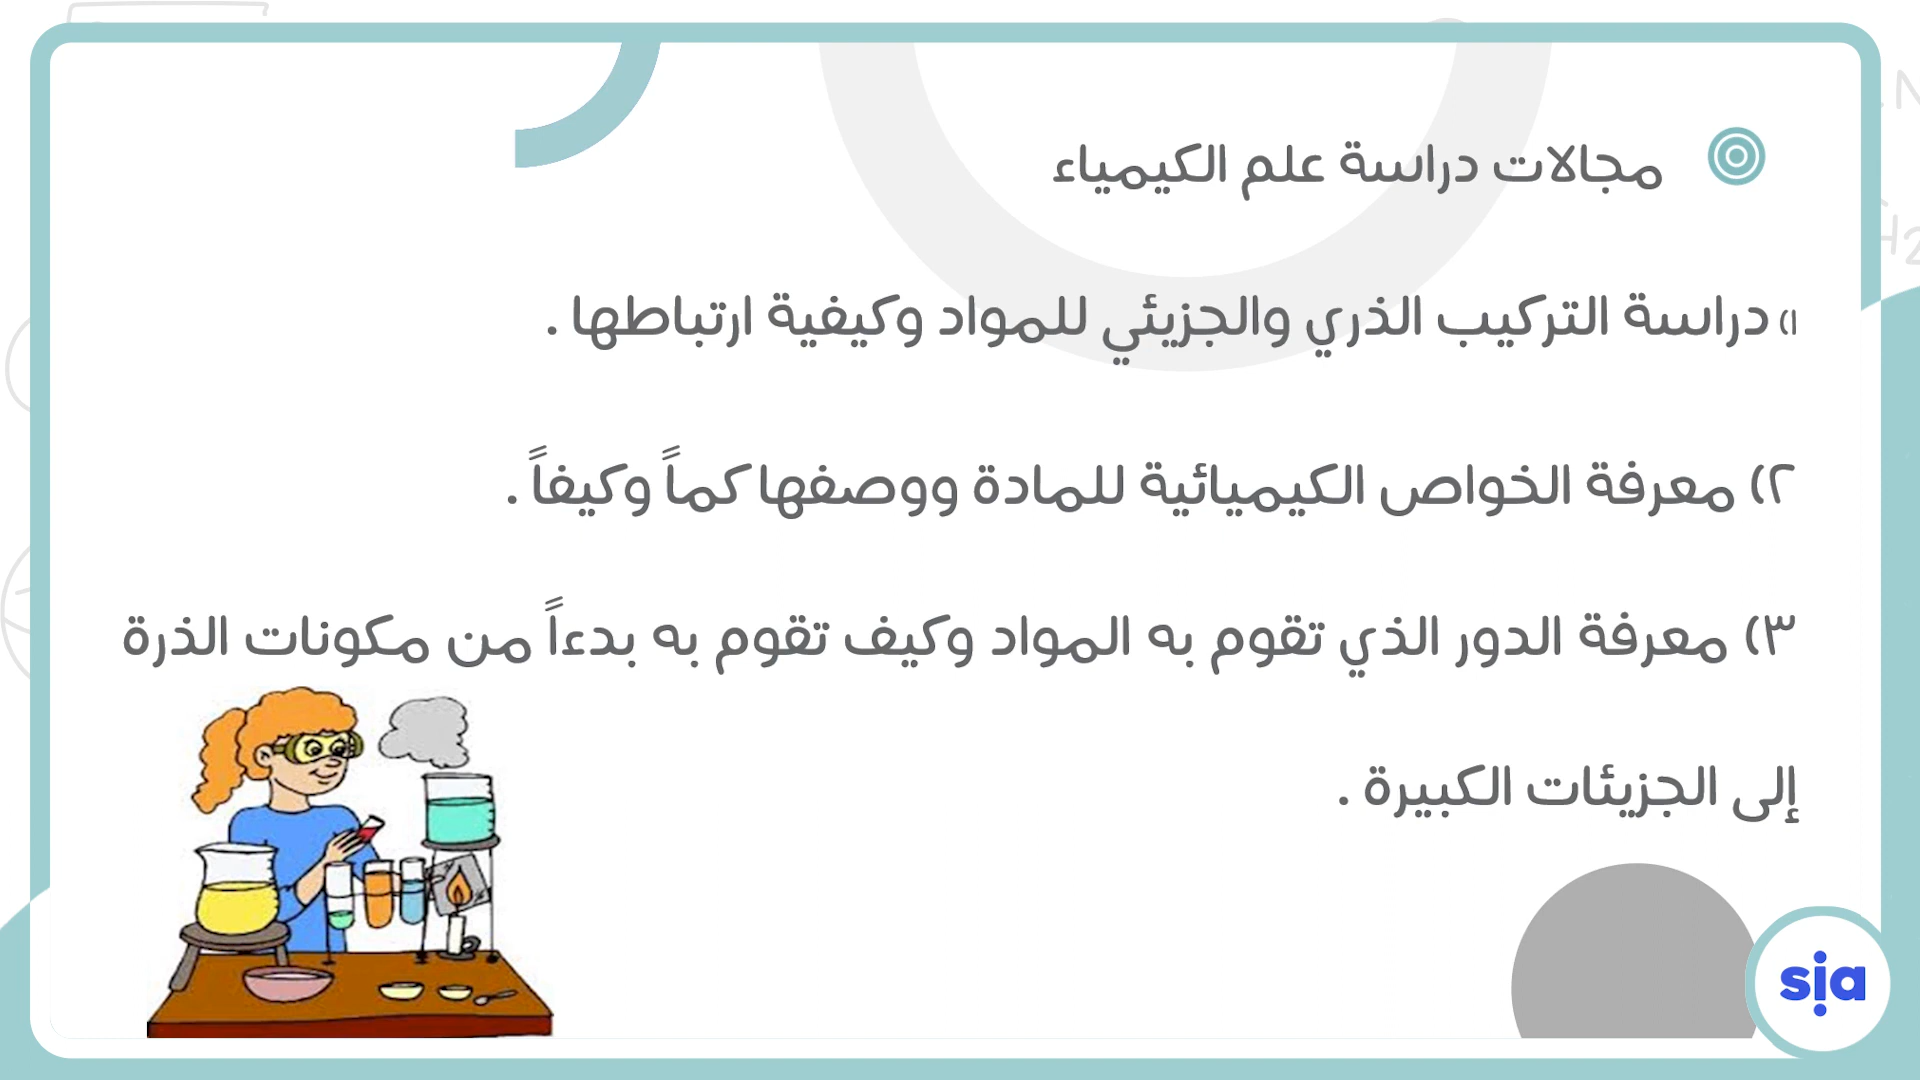 مجالات دراسة علم الكيمياء
١) دراسة التركيب الذري والجزيئي للمواد وكيفية ارتباطها .
٢) معرفة الخواص الكيميائية للمادة ووصفها كماً وكيفاً .
٣) معرفة الدور الذي تقوم به المواد وكيف تقوم به بدءاً من مكونات الذرة
إلى الجزيئات الكبيرة .
sia